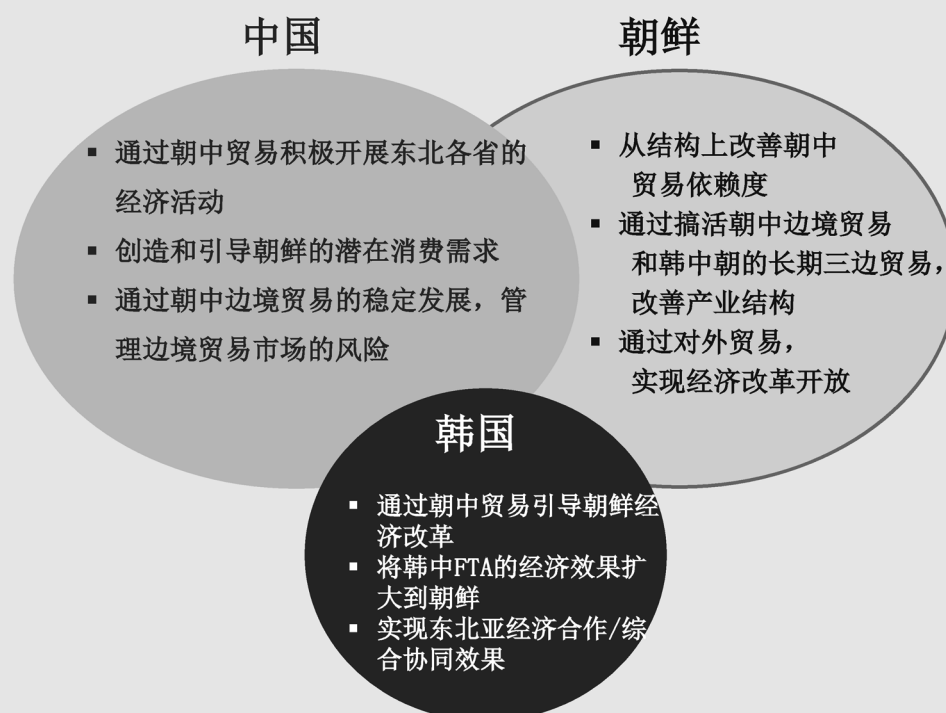 中国
▪ 通过朝中贸易积极开展东北各省的
经济活动
▪ 创造和引导朝鲜的潜在消费需求
▪ 通过朝中边境贸易的稳定发展，管
理边境贸易市场的风险
朝鲜
▪ 从结构上改善朝中
贸易依赖度
▪ 通过搞活朝中边境贸易
和韩中朝的长期三边贸易，
改善产业结构
▪ 通过对外贸易，
实现经济改革开放
韩国
▪ 通过朝中贸易引导朝鲜经
济改革
▪ 将韩中FTA的经济效果扩
大到朝鲜
▪ 实现东北亚经济合作/综
合协同效果